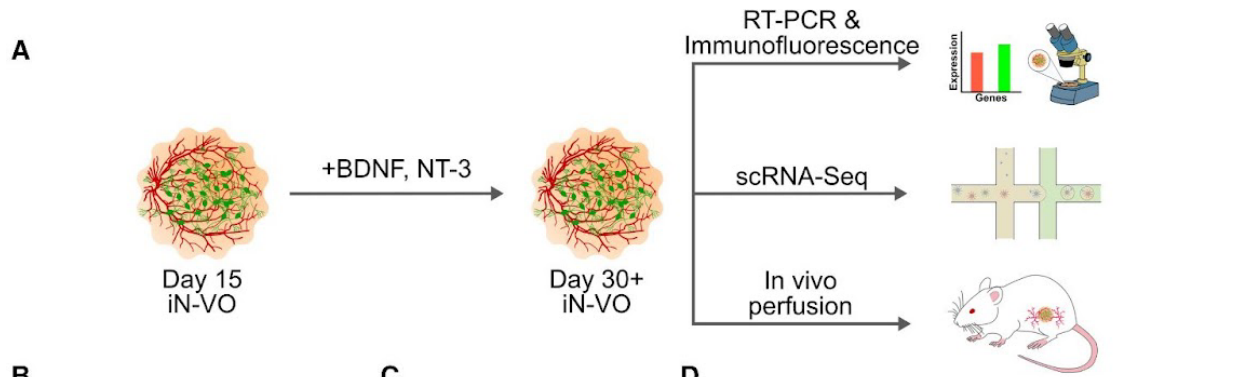 A
RT-PCR &
Immunofluorescence
Expression
Genes
+BDNF, NT-3
scRNA-Seq
Day 15
iN-VO
Day 30+
iN-VO
In vivo
perfusion
B
C
D